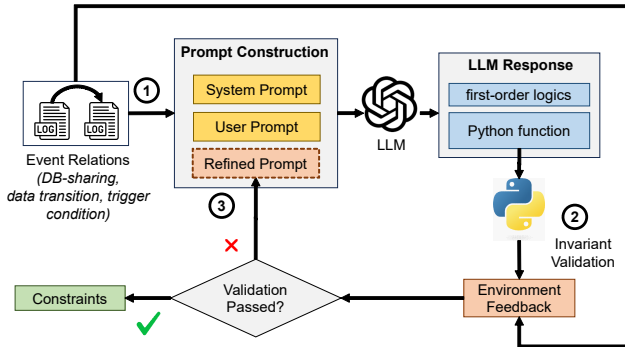 Prompt Construction
System Prompt
User Prompt
Refined Prompt
1
LOG
LOG
Event Relations
(DB-sharing,
data transition, trigger
condition)
LLM
LLM Response
first-order logics
Python function
2
Invariant
Validation
3
Environment
Feedback
Validation
Passed?
Constraints